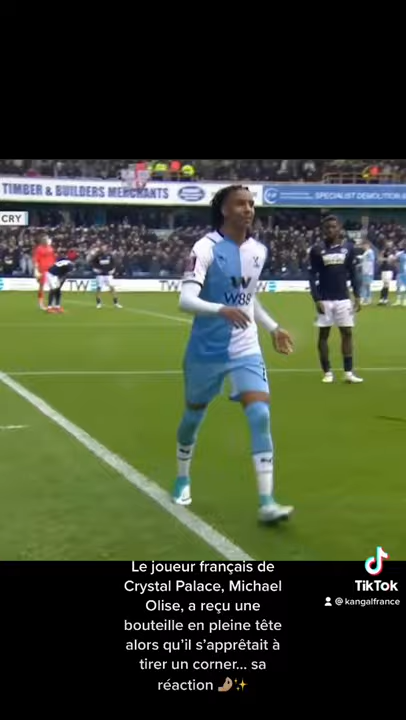 TIMBER & BUILDERS MERCHANTS
SPECIALIST DEMOLITION
CRY
W
W88
TikTok
@kangalfrance
Le joueur français de
Crystal Palace, Michael
Olise, a reçu une
bouteille en pleine tête
alors qu’il s’apprêtait à
tirer un corner... sa
réaction 🤌🏼✨